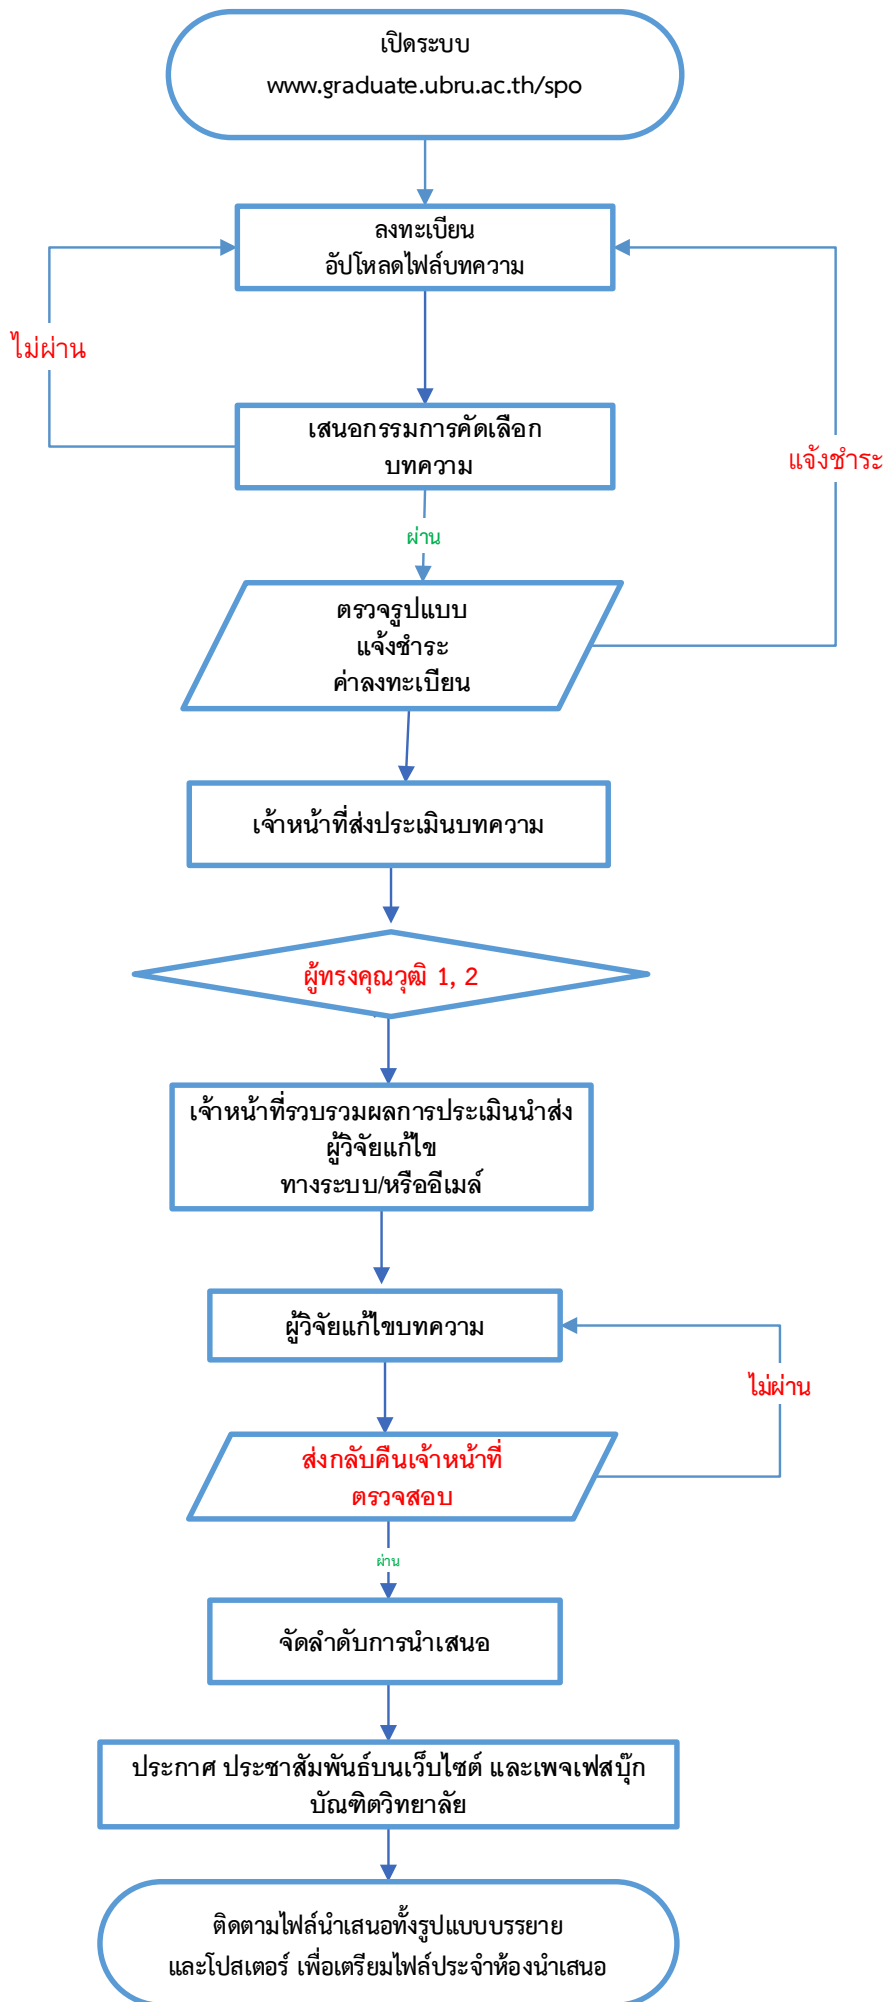 เปิดระบบ
www.graduate.ubru.ac.th/spo
ลงทะเบียน
อัปโหลดไฟล์บทความ
ไม่ผ่าน
เสนอกรรมการคัดเลือก
บทความ
แจ้งชำระ
ผ่าน
ตรวจรูปแบบ
แจ้งชำระ
ค่าลงทะเบียน
เจ้าหน้าที่ส่งประเมินบทความ
ผู้ทรงคุณวุฒิ 1, 2
เจ้าหน้าที่รวบรวมผลการประเมินนำส่ง
ผู้วิจัยแก้ไข
ทางระบบ/หรืออีเมล์
ผู้วิจัยแก้ไขบทความ
ไม่ผ่าน
ส่งกลับคืนเจ้าหน้าที่
ตรวจสอบ
ผ่าน
จัดลำดับการนำเสนอ
ประกาศ ประชาสัมพันธ์บนเว็บไซต์ และเพจเฟสบุ๊ก
บัณฑิตวิทยาลัย
ติดตามไฟล์นำเสนอทั้งรูปแบบบรรยาย
และโปสเตอร์ เพื่อเตรียมไฟล์ประจำห้องนำเสนอ